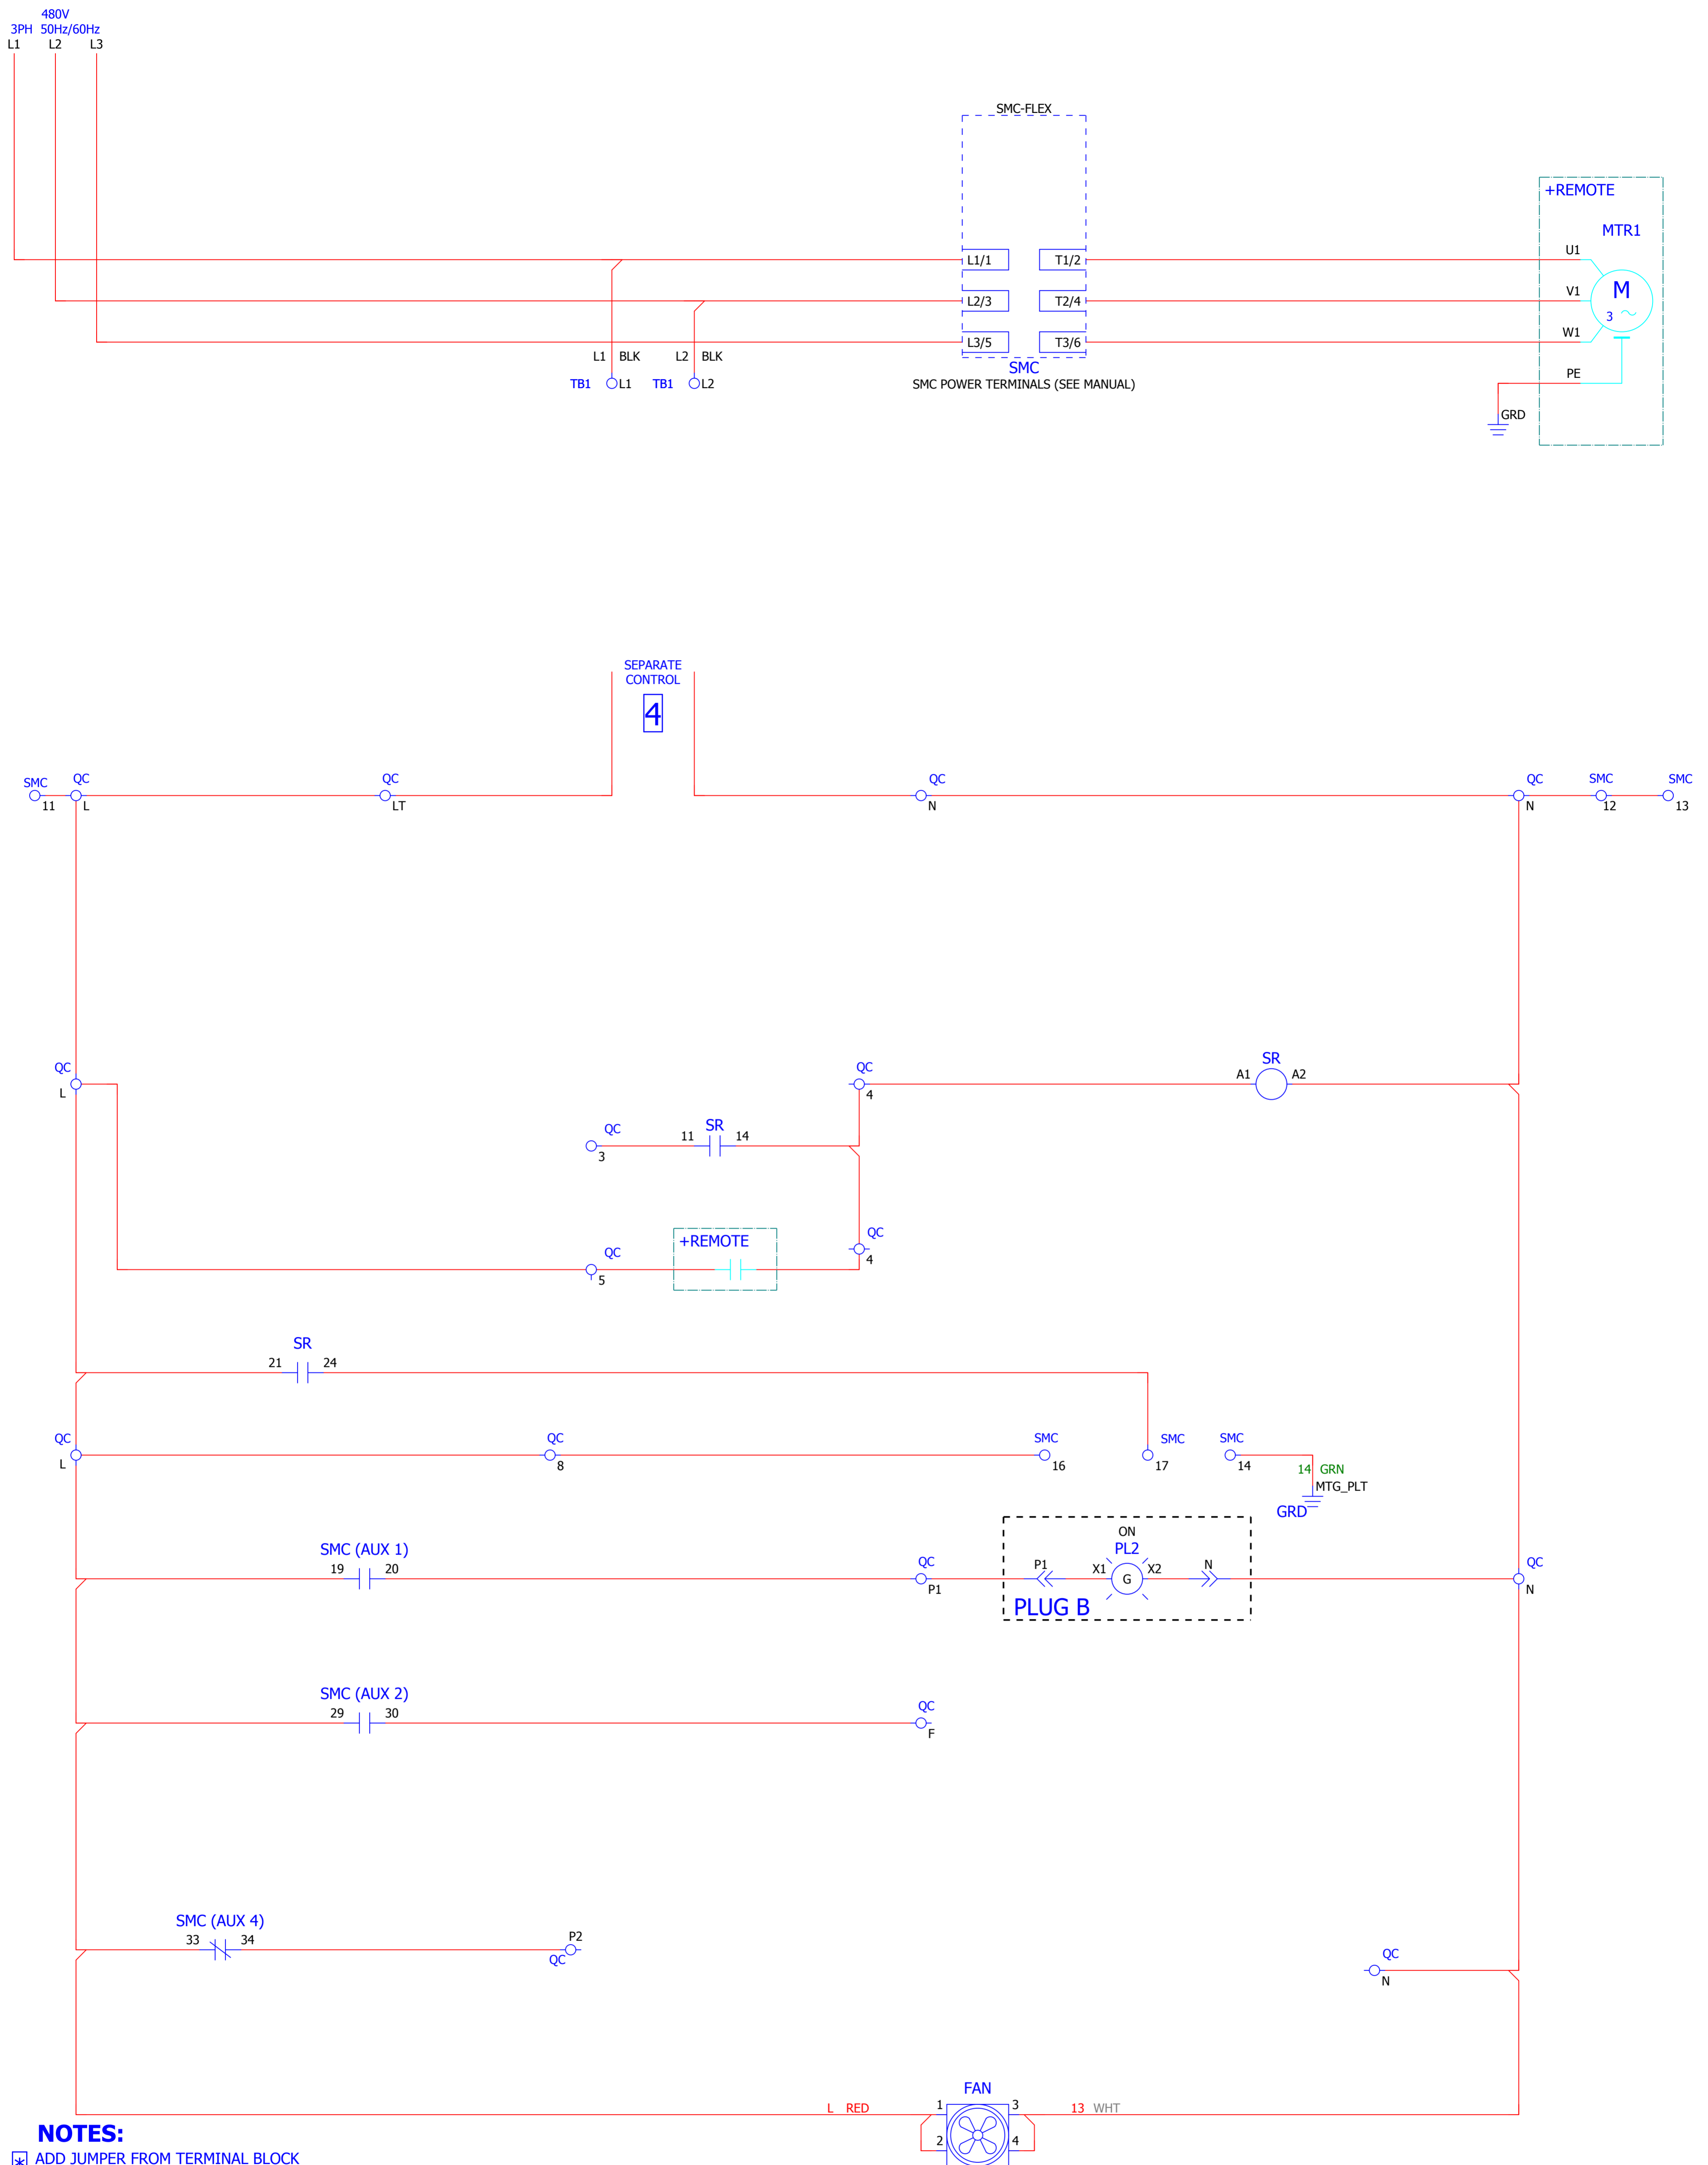 480V
3PH 50Hz/60Hz
L1 L2 L3
SMC-FLEX
+REMOTE
MTR1
L1/1 T1/2 U1
M
3
L2/3 T2/4 V1
L3/5 T3/6 W1
L1 BLK L2 BLK
SMC
TB1 L1 TB1 L2
SMC POWER TERMINALS (SEE MANUAL)
PE
GRD
SEPARATE
CONTROL
4
SMC QC QC QC QC SMC SMC
11 L LT N N 12 13
QC QC SR
A1 A2
L 4
QC 11 SR 14
3
QC
4
+REMOTE
QC
5
SR
21 24
QC QC SMC SMC SMC
L 8 16 17 14
14 GRN
MTG_PLT
GRD
ON
SMC (AUX 1) PL2
19 20 QC P1 X1 G X2 N QC
P1 N
PLUG B
SMC (AUX 2)
29 30 QC
F
SMC (AUX 4)
33 34 P2
QC
QC
N
FAN
L RED 1 3 13 WHT
2 4
NOTES:
* ADD JUMPER FROM TERMINAL BLOCK